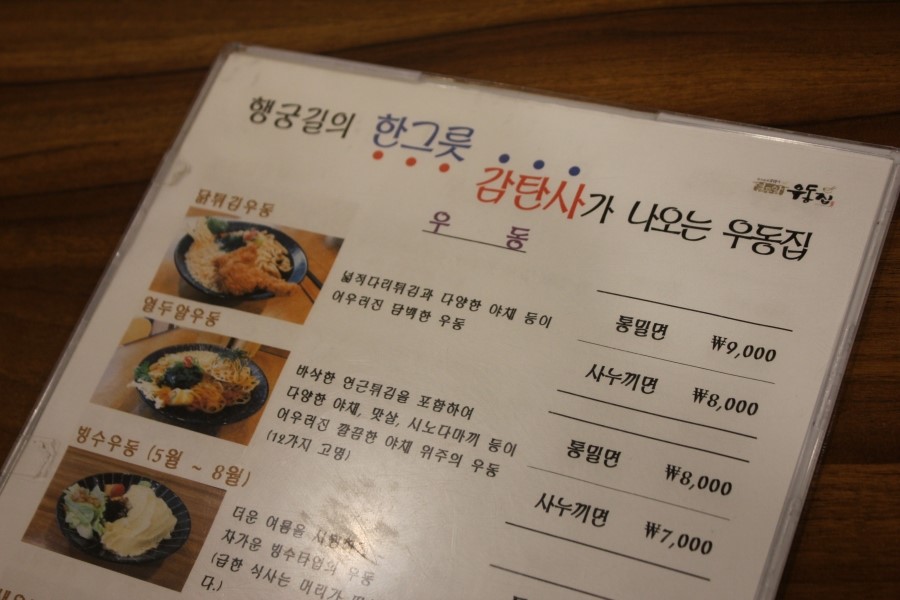 행궁길의 한그릇
감탄사가 나오는 우동집
우동
닭튀김우동
넓적다리튀김과 다양한 야채 등이
어우러진 담백한 우동
통밀면 ₩9,000
사누끼면 ₩8,000
열두알우동
바삭한 연근튀김을 포함하여
다양한 야채, 맛살, 시노다마끼 등이
어우러진 깔끔한 야채 위주의 우동
(12가지 고명)
통밀면 ₩8,000
사누끼면 ₩7,000
빙수우동 (5월 ~ 8월)
더운 여름을
차가운 빙수타입의 우동
(급한 식사는 머리가
다.)